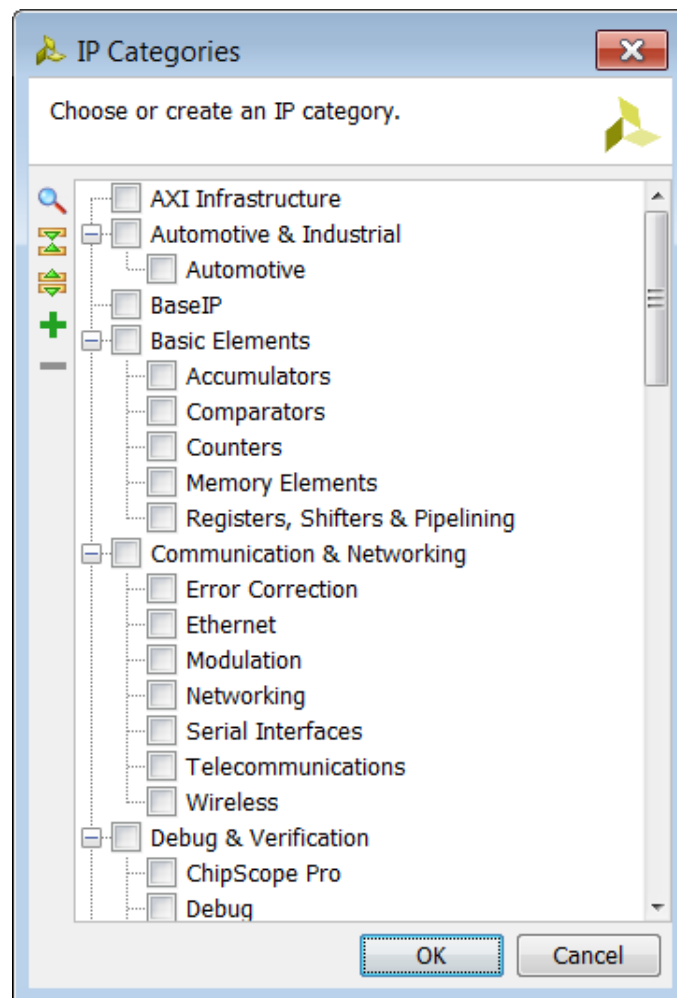 IP Categories
Choose or create an IP category.
AXI Infrastructure
Automotive & Industrial
Automotive
BaseIP
Basic Elements
Accumulators
Comparators
Counters
Memory Elements
Registers, Shifters & Pipelining
Communication & Networking
Error Correction
Ethernet
Modulation
Networking
Serial Interfaces
Telecommunications
Wireless
Debug & Verification
ChipScope Pro
Debug
OK Cancel